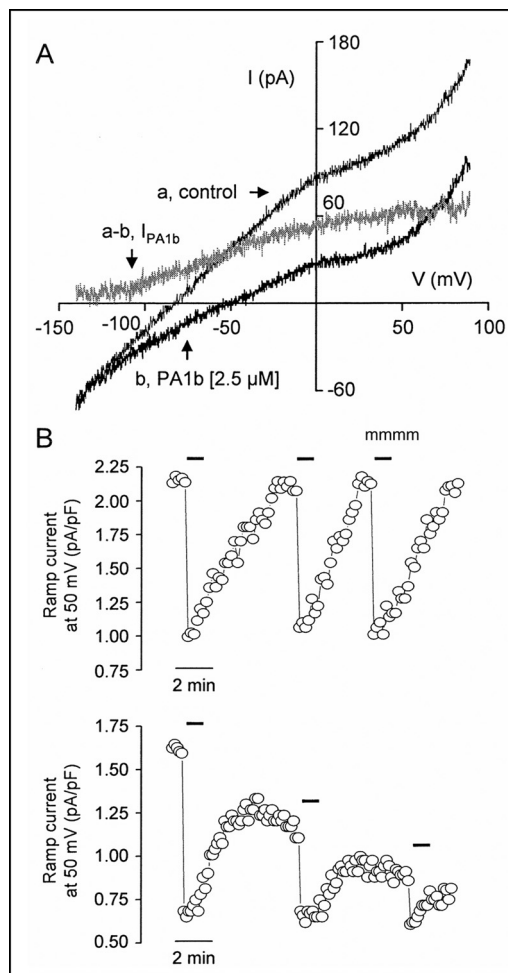 A
I (pA)
180
120
a, control
60
a-b, I PA1b
V (mV)
-150
-100
-50
50
100
b, PA1b [2.5 µM]
-60
B
mmmm
2.25
2.00
1.75
1.50
1.25
1.00
0.75
Ramp current
at 50 mV (pA/pF)
2 min
1.75
1.50
1.25
1.00
0.75
0.50
Ramp current
at 50 mV (pA/pF)
2 min